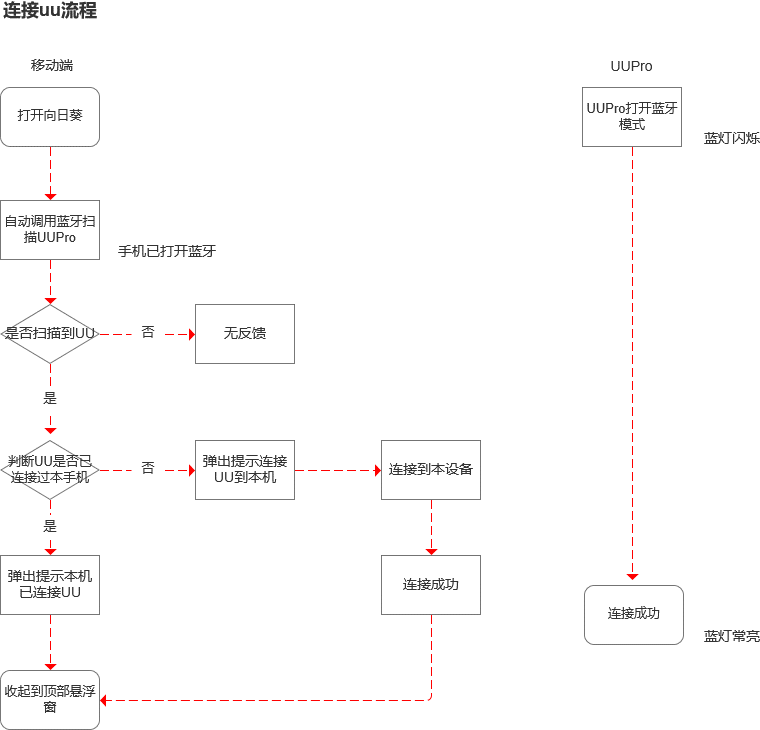 连接uu流程
移动端
UUPro
打开向日葵
UUPro打开蓝牙
模式
蓝灯闪烁
自动调用蓝牙扫
描UUPro
手机已打开蓝牙
是否扫描到UU
否
无反馈
是
判断UU是否已
连接过本手机
否
弹出提示连接
UU到本机
连接到本设备
是
弹出提示本机
已连接UU
连接成功
连接成功
蓝灯常亮
收起到顶部悬浮
窗